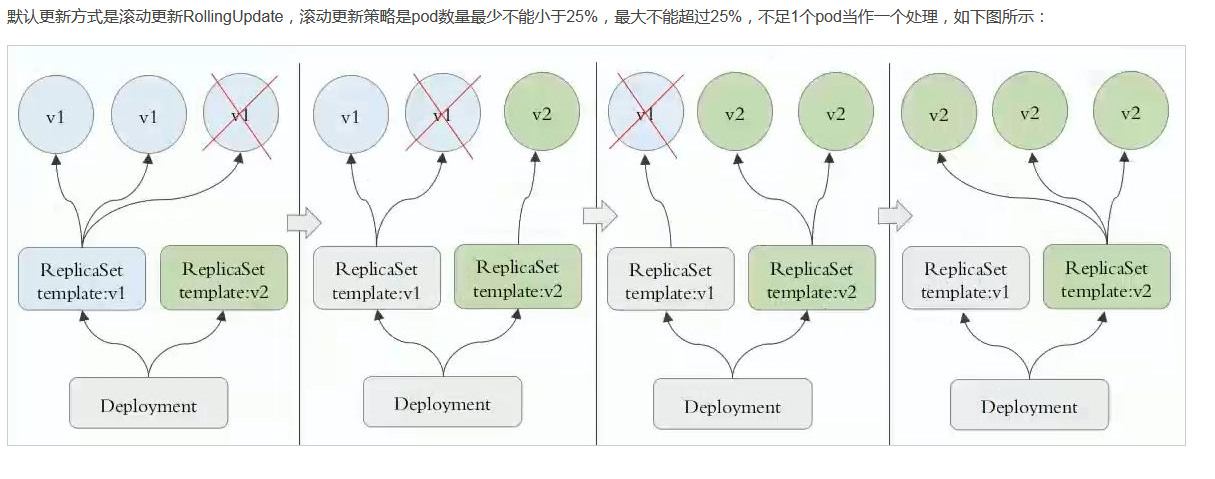 默认更新方式是滚动更新RollingUpdate，滚动更新策略是pod数量最少不能小于25%，最大不能超过25%，不足1个pod当作一个处理，如下图所示：
v1 v1 v1
v1 v1 v2
v1 v2 v2
v2 v2 v2
ReplicaSet
template:v1
ReplicaSet
template:v2
ReplicaSet
template:v1
ReplicaSet
template:v2
ReplicaSet
template:v1
ReplicaSet
template:v2
ReplicaSet
template:v1
ReplicaSet
template:v2
Deployment
Deployment
Deployment
Deployment